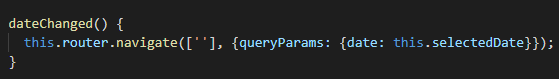 dateChanged() {
this.router.navigate([''], {queryParams: {date: this.selectedDate}});
}